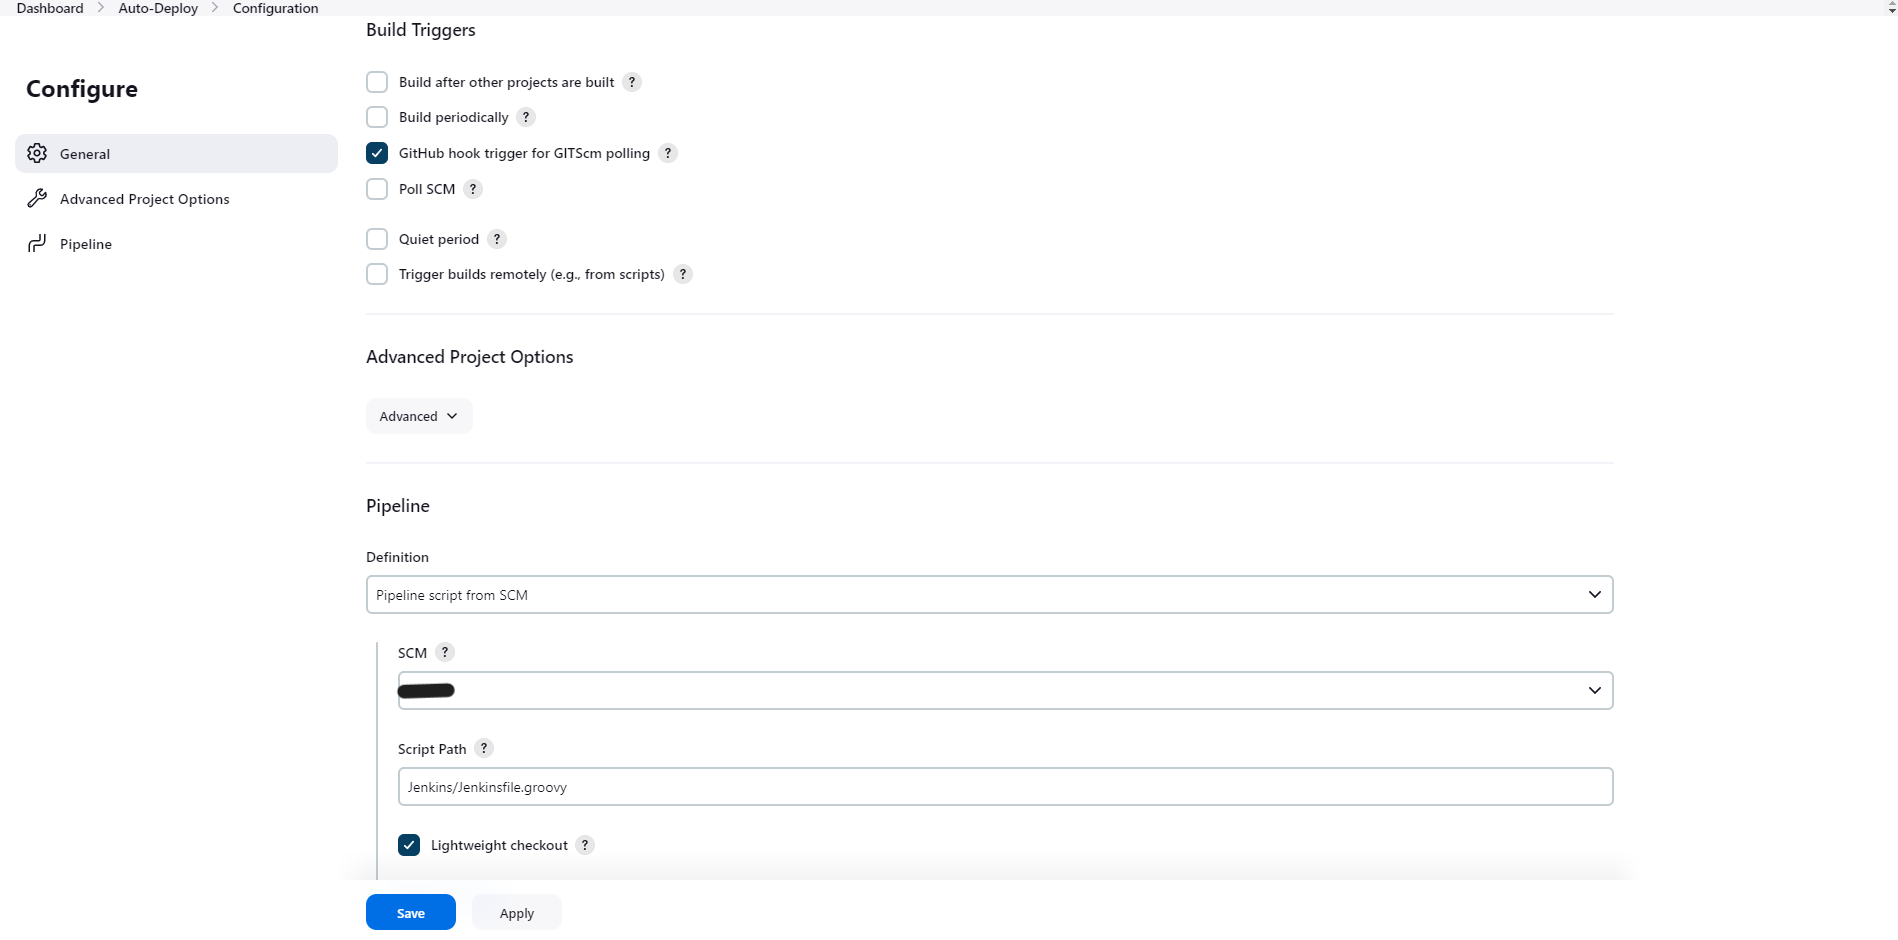 Dashboard > Auto-Deploy > Configuration
Configure
General
Advanced Project Options
Pipeline
Build Triggers
Build after other projects are built ?
Build periodically ?
GitHub hook trigger for GITScm polling ?
Poll SCM ?
Quiet period ?
Trigger builds remotely (e.g., from scripts) ?
Advanced Project Options
Advanced
Pipeline
Definition
Pipeline script from SCM
SCM ?
Script Path ?
Jenkins/Jenkinsfile.groovy
Lightweight checkout ?
Save
Apply